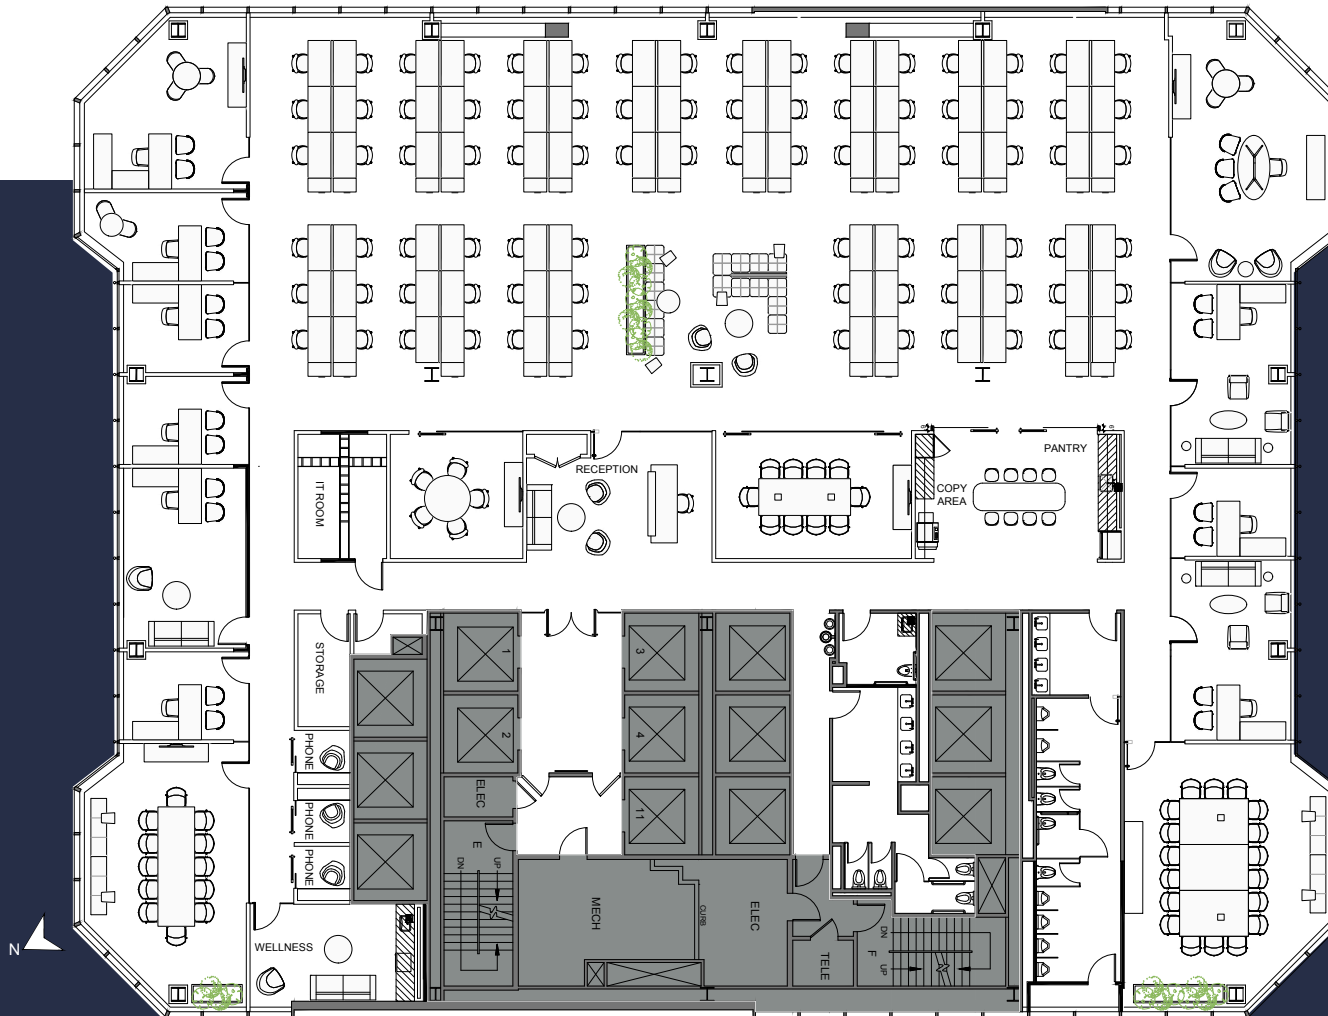 RECEPTION
PANTRY
IT ROOM
COPY
AREA
STORAGE
1
3
2
4
PHONE
ELEC
11
PHONE
E
DN
UP
PHONE
MECH
CURB
ELEC
DN
F
UP
TELE
WELLNESS
N